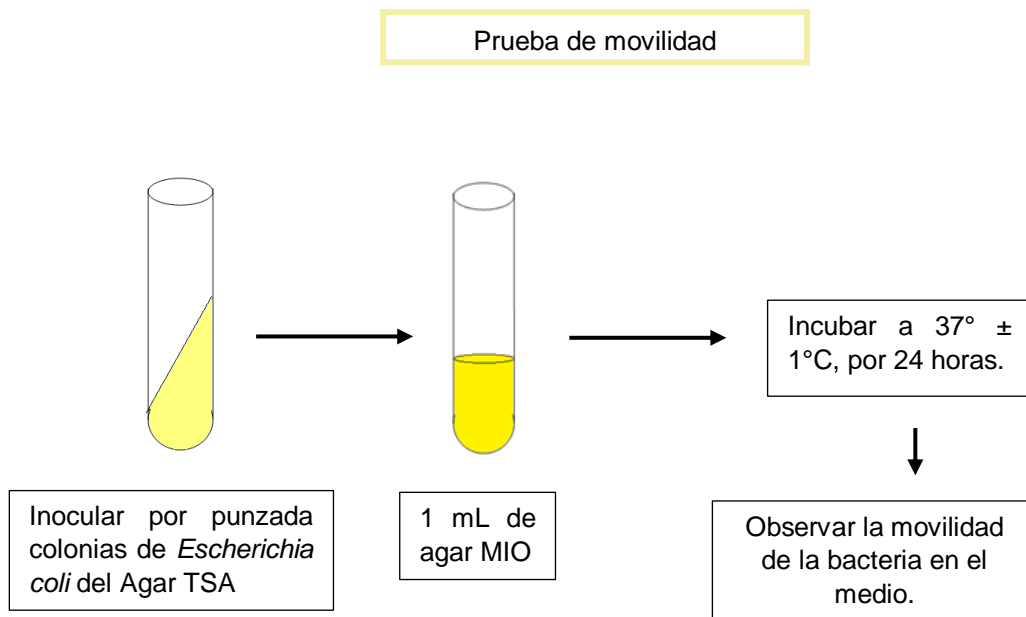 Prueba de movilidad
Incubar a 37° ±
1°C, por 24 horas.
Inocular por punzada
colonias de Escherichia
coli del Agar TSA
1 mL de
agar MIO
Observar la movilidad
de la bacteria en el
medio.